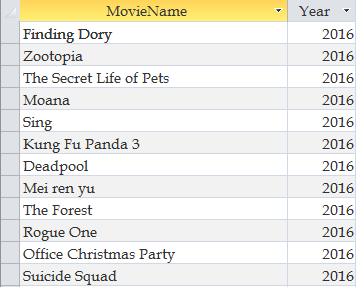 MovieName Year
Finding Dory 2016
Zootopia 2016
The Secret Life of Pets 2016
Moana 2016
Sing 2016
Kung Fu Panda 3 2016
Deadpool 2016
Mei ren yu 2016
The Forest 2016
Rogue One 2016
Office Christmas Party 2016
Suicide Squad 2016